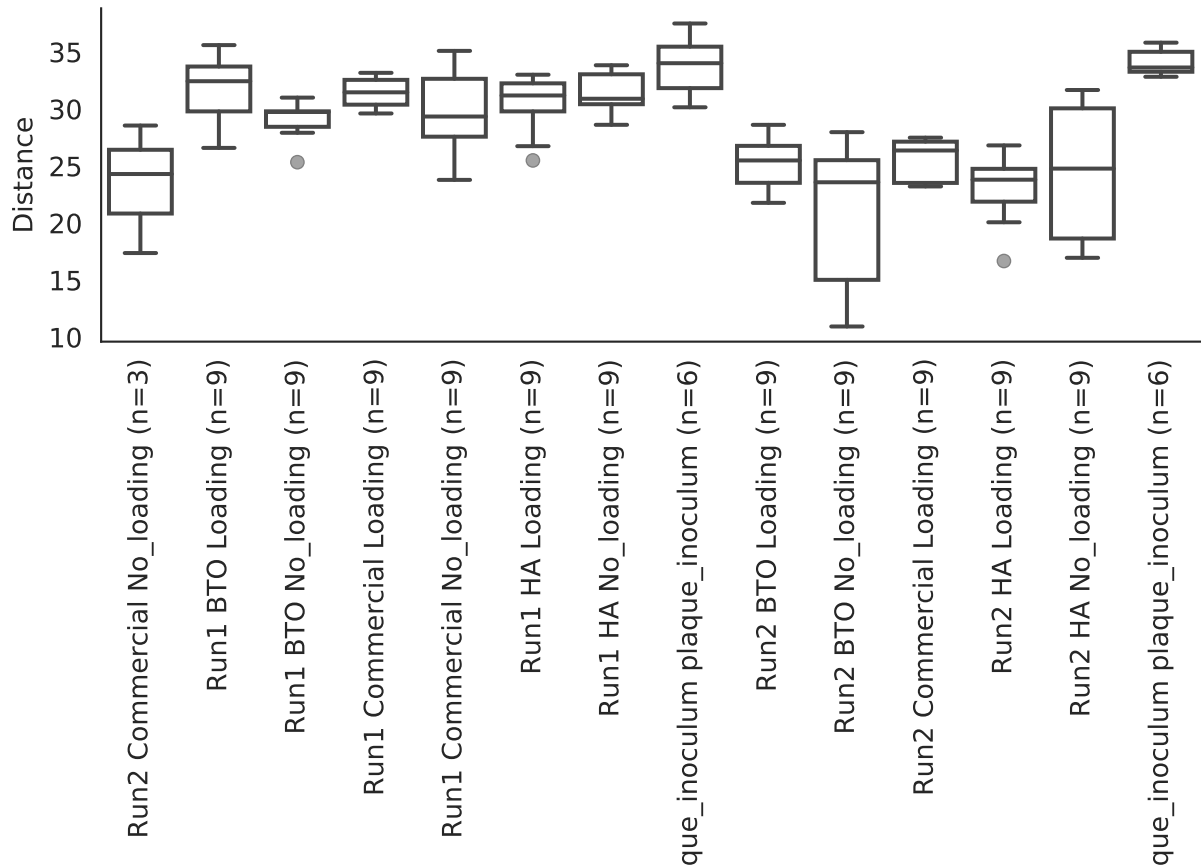 Distance
35
30
25
20
15
10
Run2 Commercial No_loading (n=3)
Run1 BTO Loading (n=9)
Run1 BTO No_loading (n=9)
Run1 Commercial Loading (n=9)
Run1 Commercial No_loading (n=9)
Run1 HA Loading (n=9)
Run1 HA No_loading (n=9)
que_inoculum plaque_inoculum (n=6)
Run2 BTO Loading (n=9)
Run2 BTO No_loading (n=9)
Run2 Commercial Loading (n=9)
Run2 HA Loading (n=9)
Run2 HA No_loading (n=9)
que_inoculum plaque_inoculum (n=6)